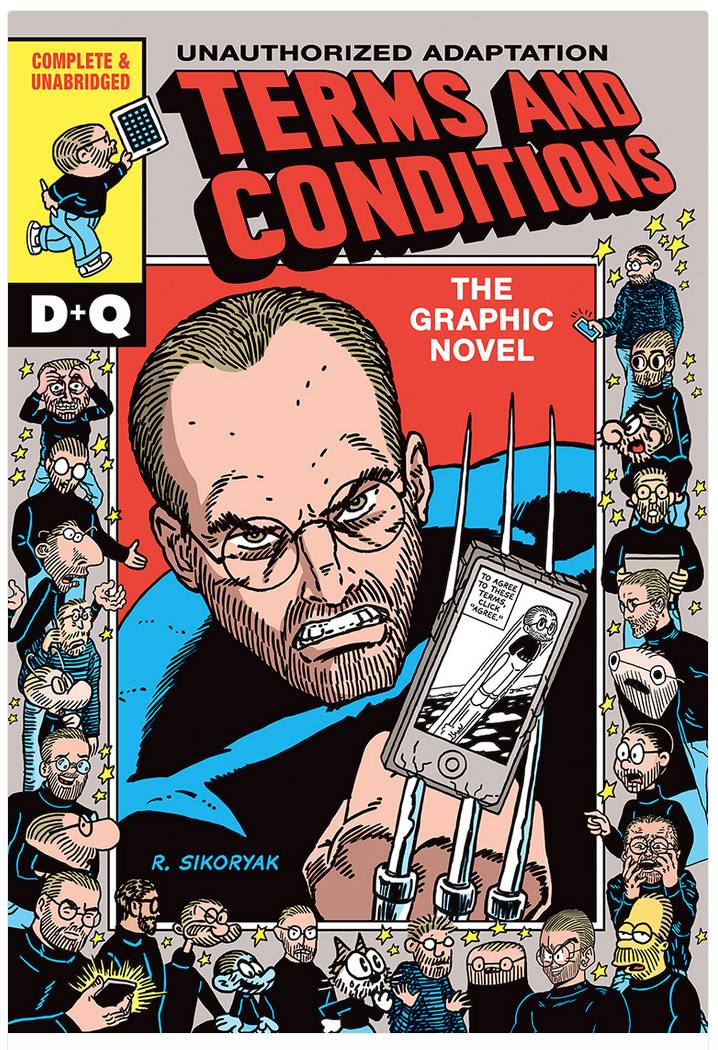 COMPLETE &
UNABRIDGED
UNAUTHORIZED ADAPTATION
TERMS AND
CONDITIONS
D+Q
THE
GRAPHIC
NOVEL
TO AGREE
TO THESE
TERMS,
CLICK
"AGREE."
R. SIKORYAK